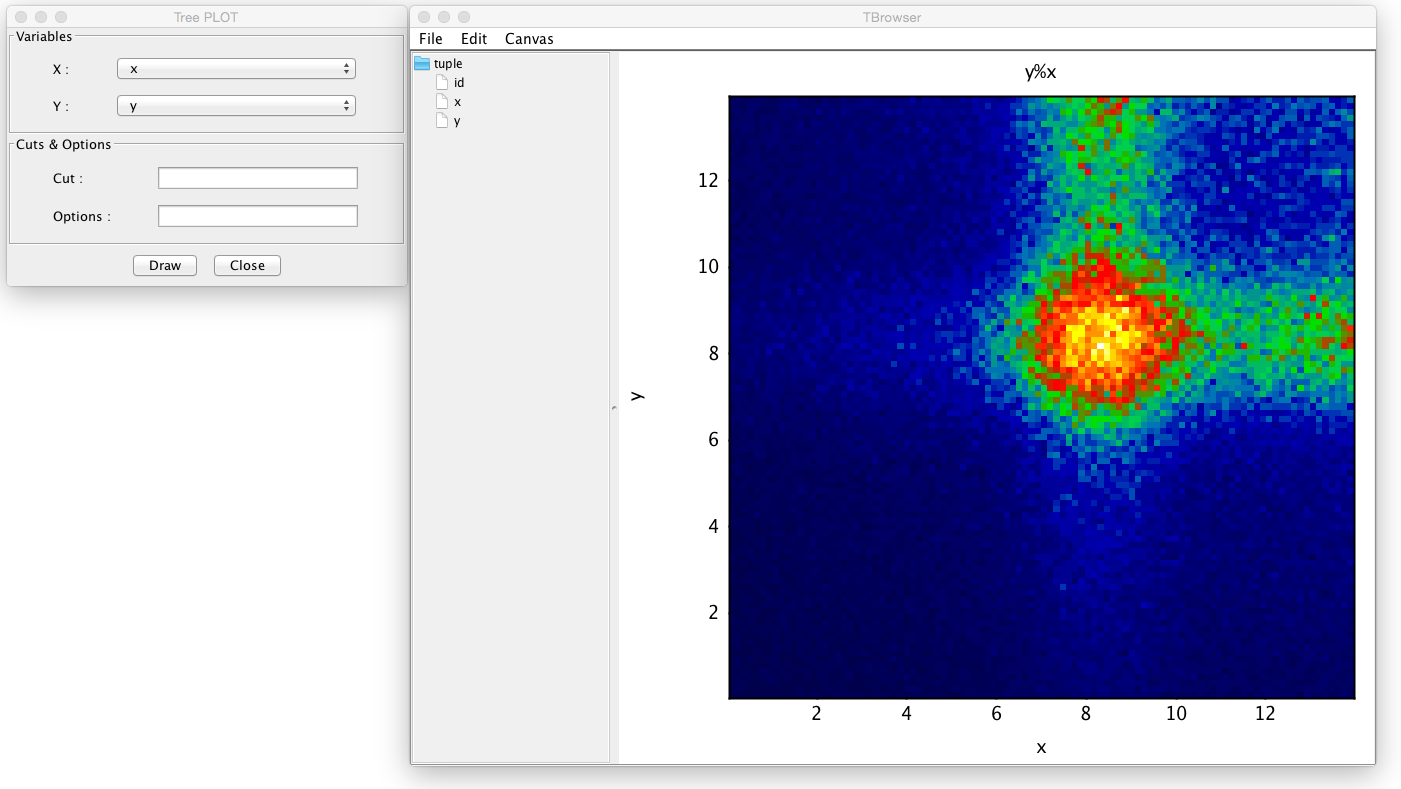 Tree PLOT
Variables
X :
x
Y :
y
Cuts & Options
Cut :
Options :
Draw
Close
TBrowser
File Edit Canvas
tuple
id
x
y
y%x
12
10
8
6
4
2
y
2 4 6 8 10 12
x